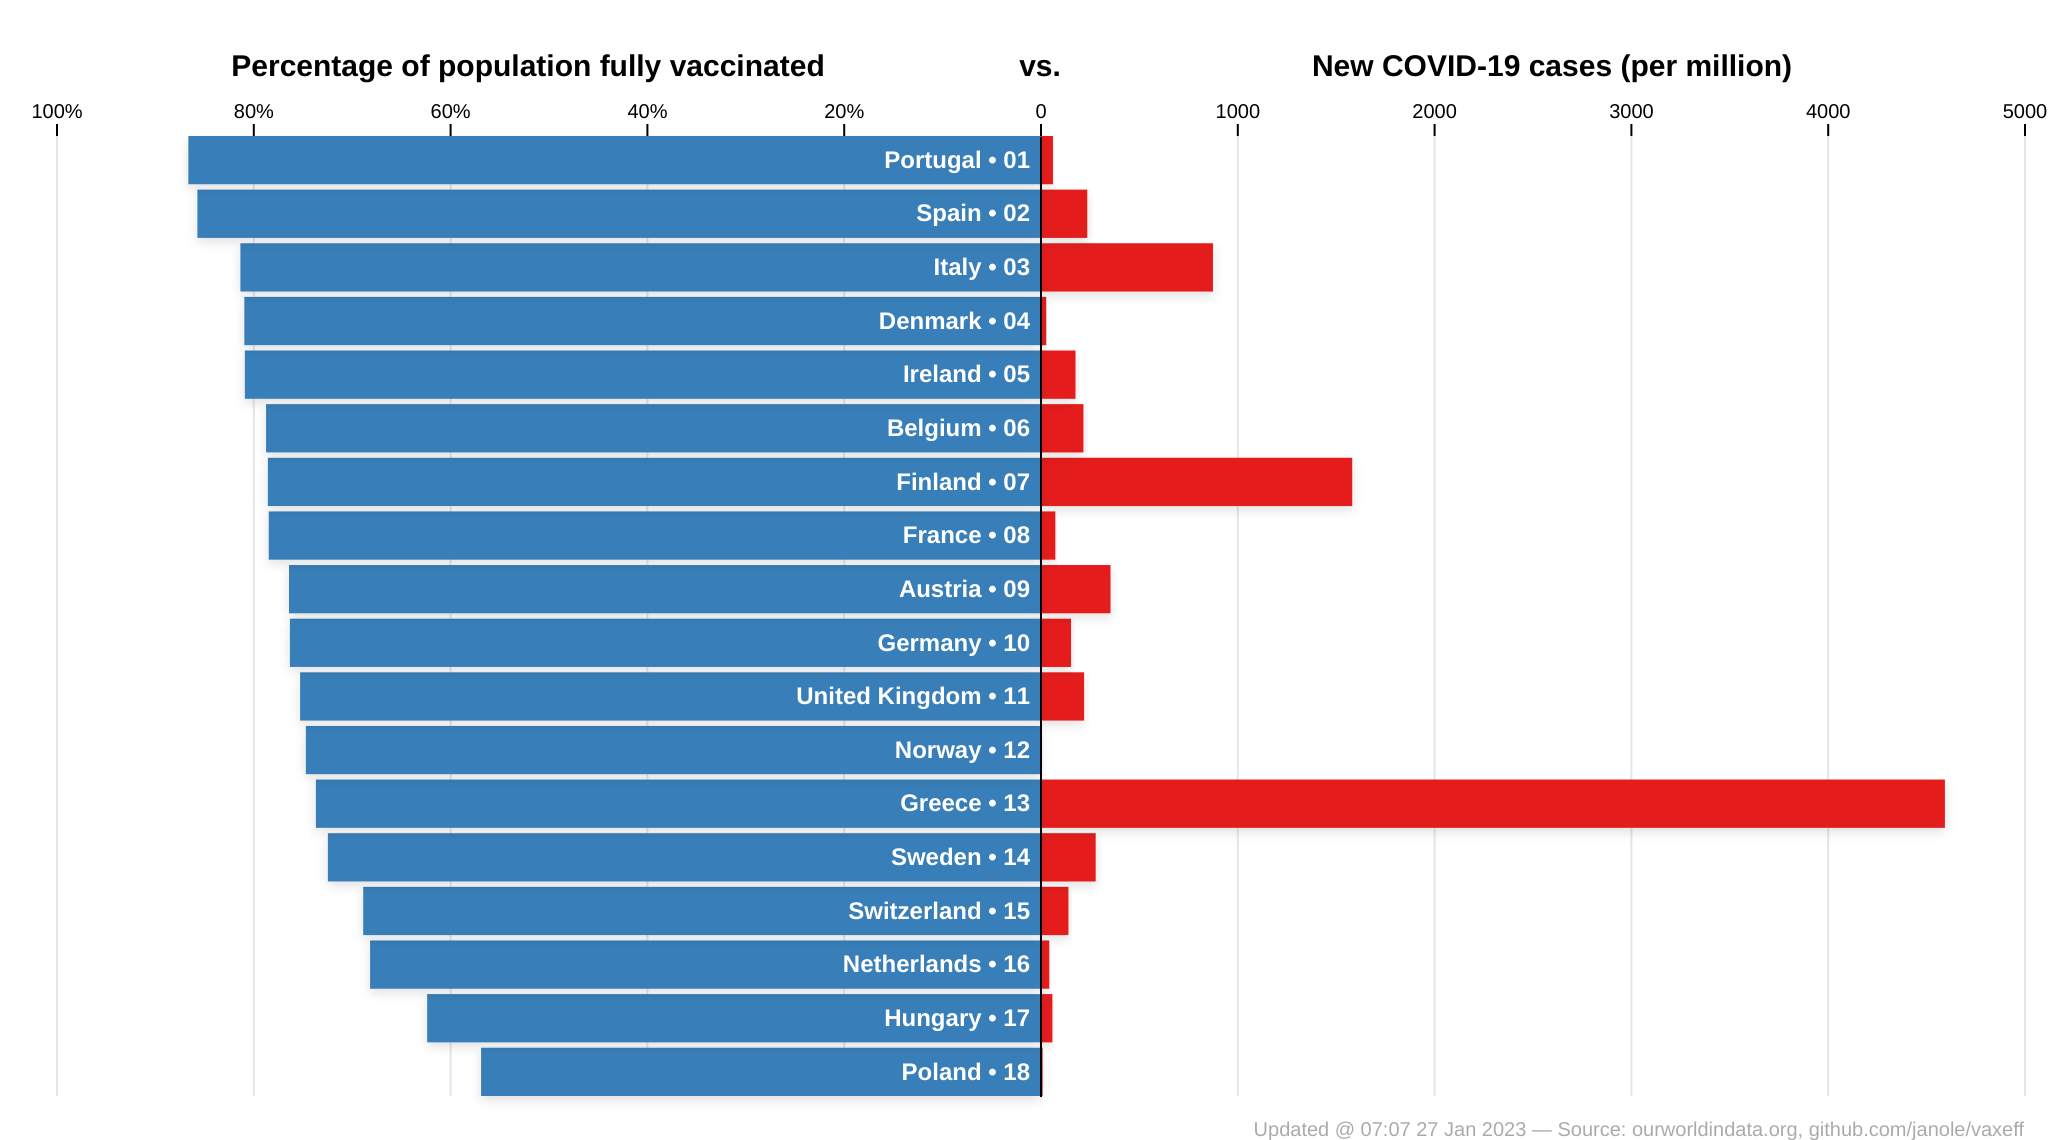 Percentage of population fully vaccinated vs. New COVID-19 cases (per million)
100% 80% 60% 40% 20% 0 1000 2000 3000 4000 5000
Portugal • 01
Spain • 02
Italy • 03
Denmark • 04
Ireland • 05
Belgium • 06
Finland • 07
France • 08
Austria • 09
Germany • 10
United Kingdom • 11
Norway • 12
Greece • 13
Sweden • 14
Switzerland • 15
Netherlands • 16
Hungary • 17
Poland • 18
Updated @ 07:07 27 Jan 2023 — Source: ourworldindata.org, github.com/janole/vaxeff